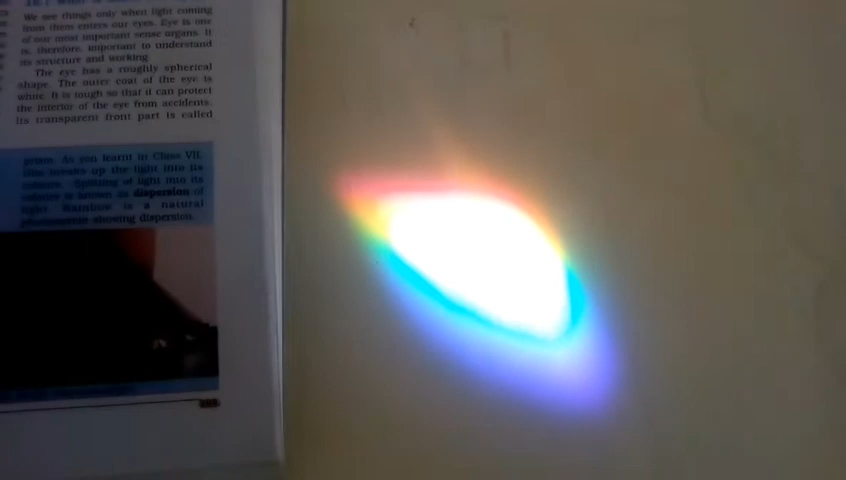 We see things only when light coming
from them enters our eyes. Eye is one
of our most important sense organs. It
is, therefore, important to understand
its structure and working.
The eye has a roughly spherical
shape. The outer coat of the eye is
white. It is tough so that it can protect
the interior of the eye from accidents.
Its transparent front part is called
prism. As you learnt in Class VII,
this breaks up the light into its
colours. Splitting of light into its
colours is known as dispersion of
light. Rainbow is a natural
phenomenon showing dispersion.